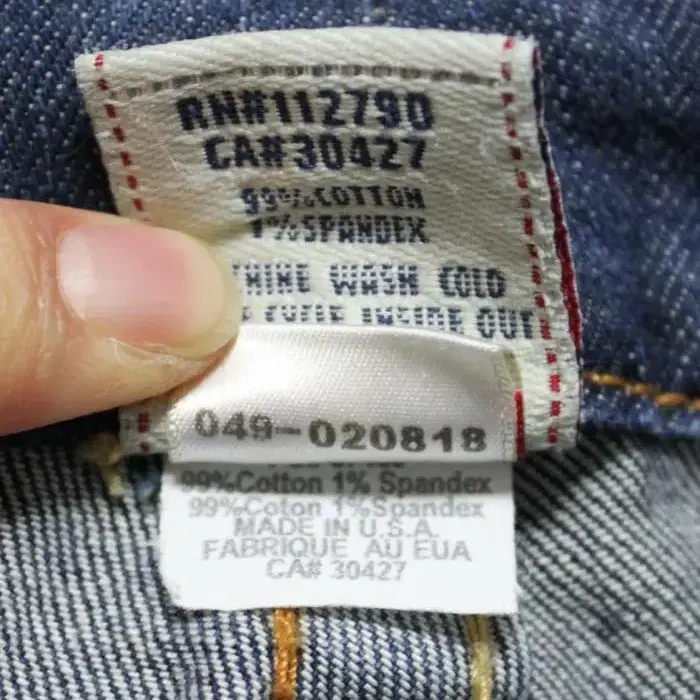 RN#112790
CA#30427
99%COTTON
1%SPANDEX
WASH COLD
INSIDE OUT
049-020818
99%Cotton 1% Spandex
99%Coton 1%Spandex
MADE IN U.S.A.
FABRIQUE AU EUA
CA# 30427